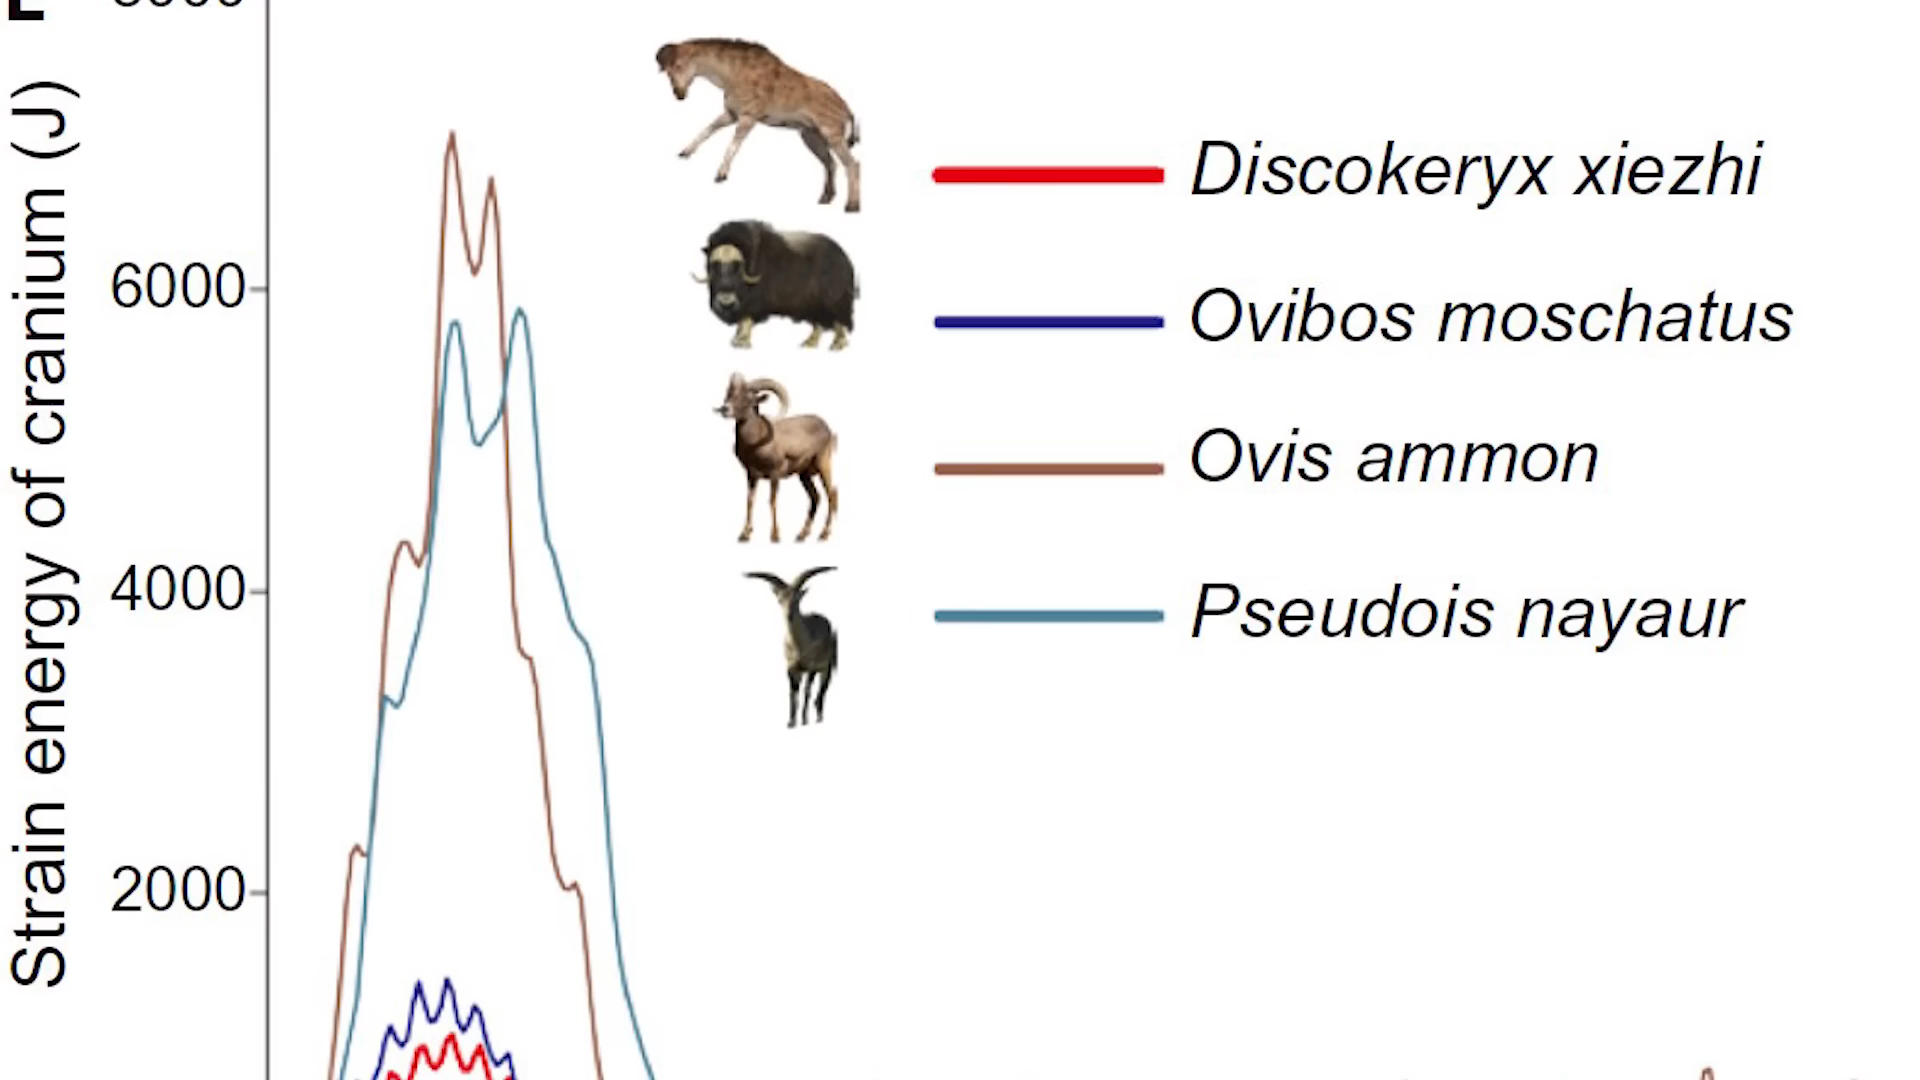 Strain energy of cranium (J)
6000
4000
2000
Discokeryx xiezhi
Ovibos moschatus
Ovis ammon
Pseudois nayaur